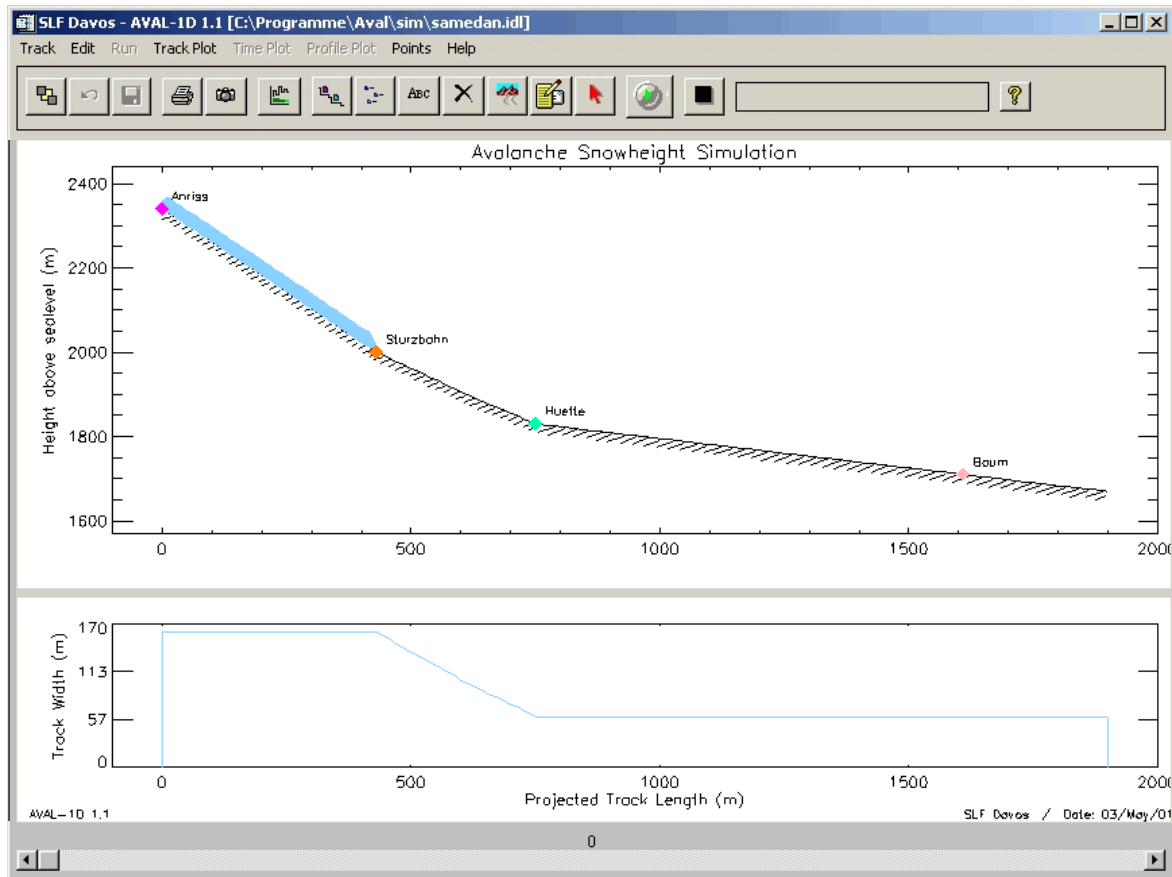 SLF Davos - AVAL-1D 1.1 [C:\Programme\Aval\sim\samedan.idl]
Track Edit Run Track Plot Time Plot Profile Plot Points Help
ABC
?
Avalanche Snowheight Simulation
Height above sealevel (m)
2400
2200
2000
1800
1600
Anriss
Sturzbahn
Huette
Baum
0 500 1000 1500 2000
Track Width (m)
170
113
57
0
0 500 1000 1500 2000
Projected Track Length (m)
AVAL-1D 1.1
SLF Davos / Date: 03/May/01
0